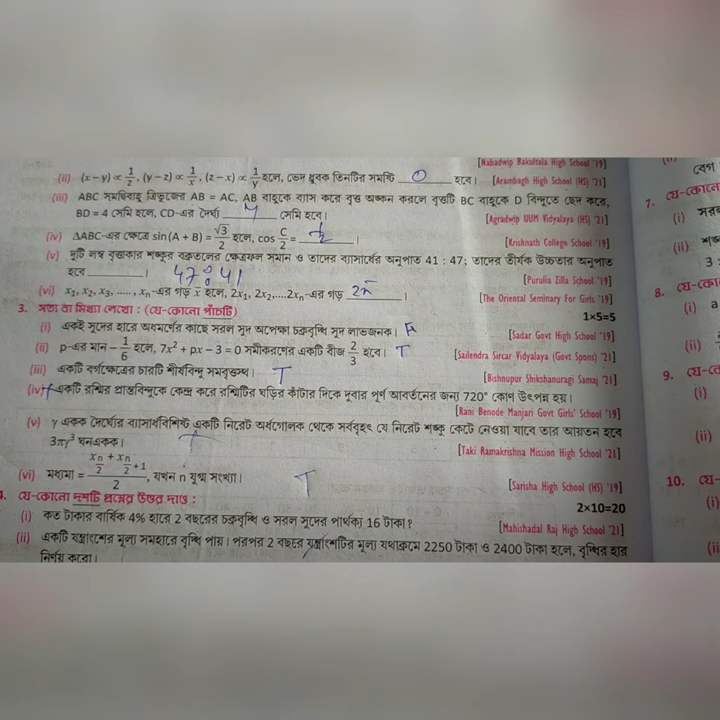 [Nabadwip Bakultala High School '19]
(ii) (x−y) ∝ 1/z, (y−z) ∝ 1/x, (z−x) ∝ 1/y হলে, ভেদ ধ্রুবক তিনটির সমষ্টি 0 হবে। [Arambagh High School (HS) '21]
(iii) ABC সমদ্বিবাহু ত্রিভুজের AB = AC, AB বাহুকে ব্যাস করে বৃত্ত অঙ্কন করলে বৃত্তটি BC বাহুকে D বিন্দুতে ছেদ করে,
BD = 4 সেমি হলে, CD-এর দৈর্ঘ্য 4 সেমি হবে। [Agradwip UUM Vidyalaya (HS) '21]
(iv) ΔABC-এর ক্ষেত্রে sin(A + B) = √3/2 হলে, cos C/2 = ______। [Krishnath College School '19]
(v) দুটি লম্ব বৃত্তাকার শঙ্কুর বক্রতলের ক্ষেত্রফল সমান ও তাদের ব্যাসার্ধের অনুপাত 41 : 47; তাদের তীর্যক উচ্চতার অনুপাত
হবে 47:41 । [Purulia Zilla School '19]
(vi) x₁, x₂, x₃, ....., xₙ-এর গড় x̄ হলে, 2x₁, 2x₂,...2xₙ-এর গড় 2x̄ । [The Oriental Seminary For Girls '19]
3. সত্য বা মিথ্যা লেখো : (যে-কোনো পাঁচটি) 1×5=5
(i) একই সুদের হারে অধমর্ণের কাছে সরল সুদ অপেক্ষা চক্রবৃদ্ধি সুদ লাভজনক। F [Sadar Govt High School '19]
(ii) p-এর মান − 1/6 হলে, 7x² + px − 3 = 0 সমীকরণের একটি বীজ 2/3 হবে। T [Sailendra Sircar Vidyalaya (Govt Spons) '21]
(iii) একটি বর্গক্ষেত্রের চারটি শীর্ষবিন্দু সমবৃত্তস্থ। T [Bishnupur Shikshanuragi Samaj '21]
(iv) একটি রশ্মির প্রান্তবিন্দুকে কেন্দ্র করে রশ্মিটির ঘড়ির কাঁটার দিকে দুবার পূর্ণ আবর্তনের জন্য 720° কোণ উৎপন্ন হয়।
[Rani Benode Manjari Govt Girls' School '19]
(v) γ একক দৈর্ঘ্যের ব্যাসার্ধবিশিষ্ট একটি নিরেট অর্ধগোলক থেকে সর্ববৃহৎ যে নিরেট শঙ্কু কেটে নেওয়া যাবে তার আয়তন হবে
3πγ³ ঘনএকক। T [Taki Ramakrishna Mission High School '21]
(vi) মধ্যমা = (x n/2 + x n/2 +1)/2, যখন n যুগ্ম সংখ্যা। T [Sarisha High School (HS) '19]
4. যে-কোনো দশটি প্রশ্নের উত্তর দাও : 2×10=20
(i) কত টাকার বার্ষিক 4% হারে 2 বছরের চক্রবৃদ্ধি ও সরল সুদের পার্থক্য 16 টাকা? [Mahishadal Raj High School '21]
(ii) একটি যন্ত্রাংশের মূল্য সমহারে বৃদ্ধি পায়। পরপর 2 বছরে যন্ত্রাংশটির মূল্য যথাক্রমে 2250 টাকা ও 2400 টাকা হলে, বৃদ্ধির হার
নির্ণয় করো।
বেগ
7. যে-কোনো
(i) সরল
(ii)
3 :
8. যে-কো
(i) a
(ii)
9. যে-কে
(i)
(ii)
10. যে-
(i)
(ii